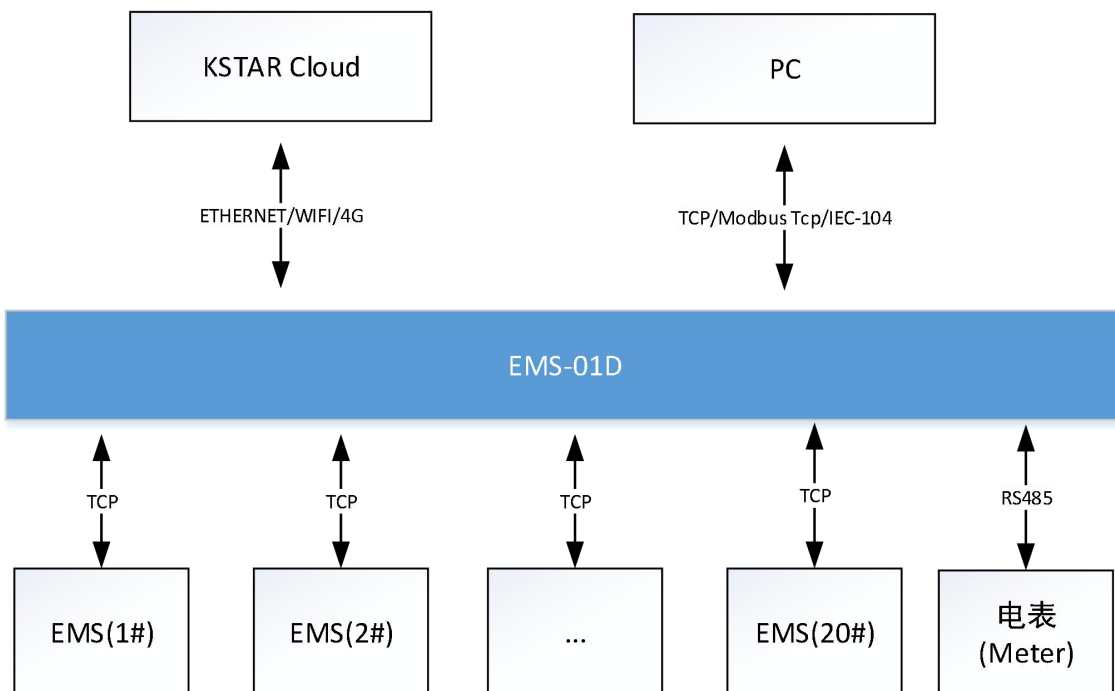 KSTAR Cloud
PC
ETHERNET/WIFI/4G
TCP/Modbus Tcp/IEC-104
EMS-01D
TCP
TCP
TCP
TCP
RS485
EMS(1#)
EMS(2#)
...
EMS(20#)
电表
(Meter)